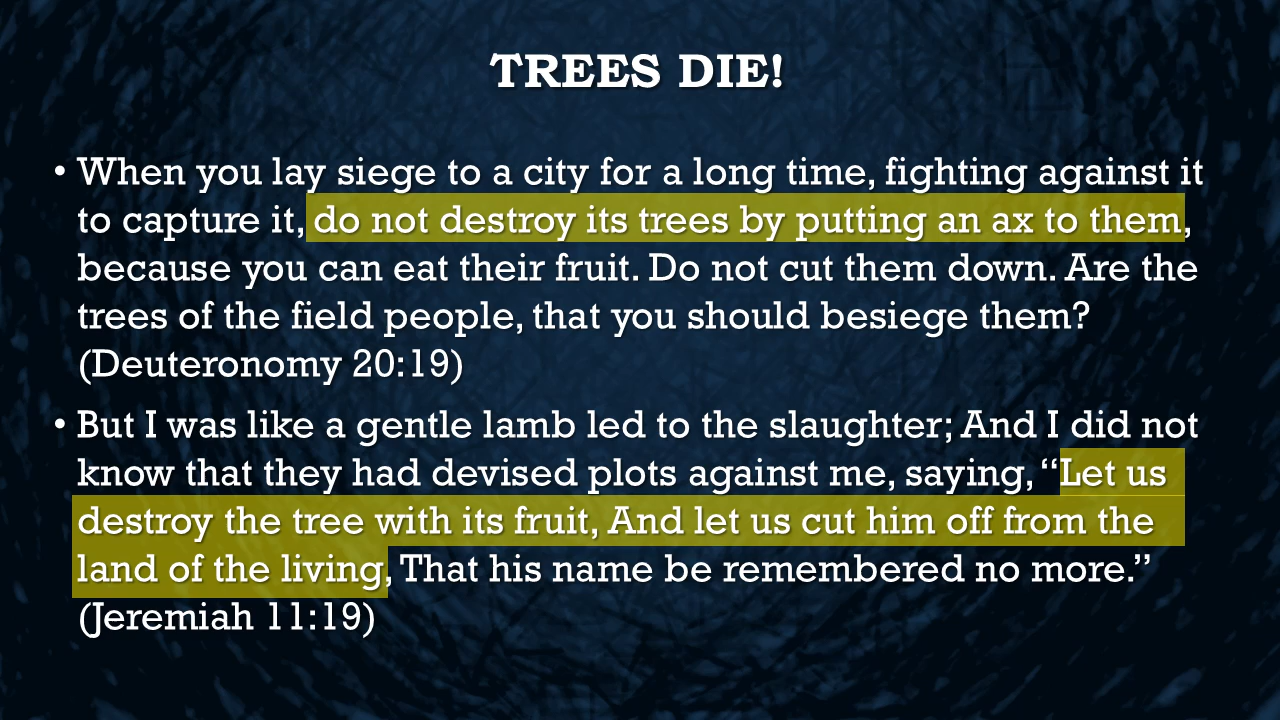 TREES DIE!
• When you lay siege to a city for a long time, fighting against it
to capture it, do not destroy its trees by putting an ax to them,
because you can eat their fruit. Do not cut them down. Are the
trees of the field people, that you should besiege them?
(Deuteronomy 20:19)
• But I was like a gentle lamb led to the slaughter; And I did not
know that they had devised plots against me, saying, “Let us
destroy the tree with its fruit, And let us cut him off from the
land of the living, That his name be remembered no more.”
(Jeremiah 11:19)